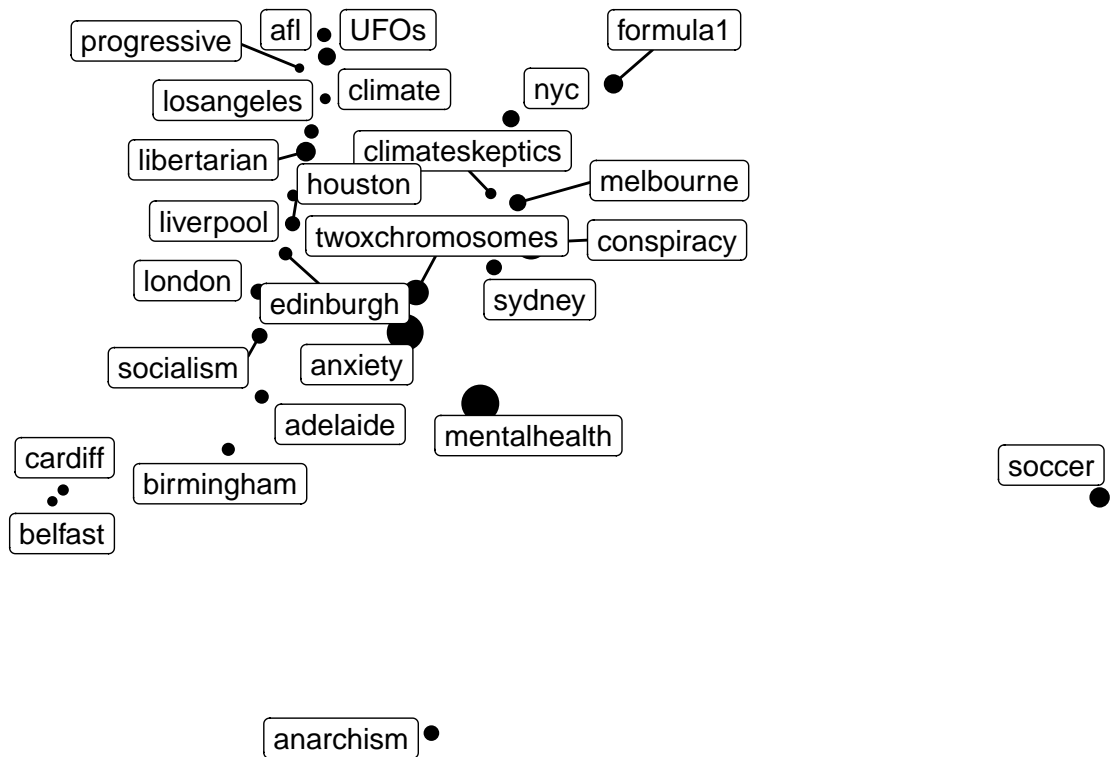 afl
UFOs
formula1
progressive
climate
nyc
losangeles
climateskeptics
libertarian
houston
melbourne
liverpool
twoxchromosomes
conspiracy
london
edinburgh
sydney
socialism
anxiety
adelaide
mentalhealth
cardiff
birmingham
soccer
belfast
anarchism